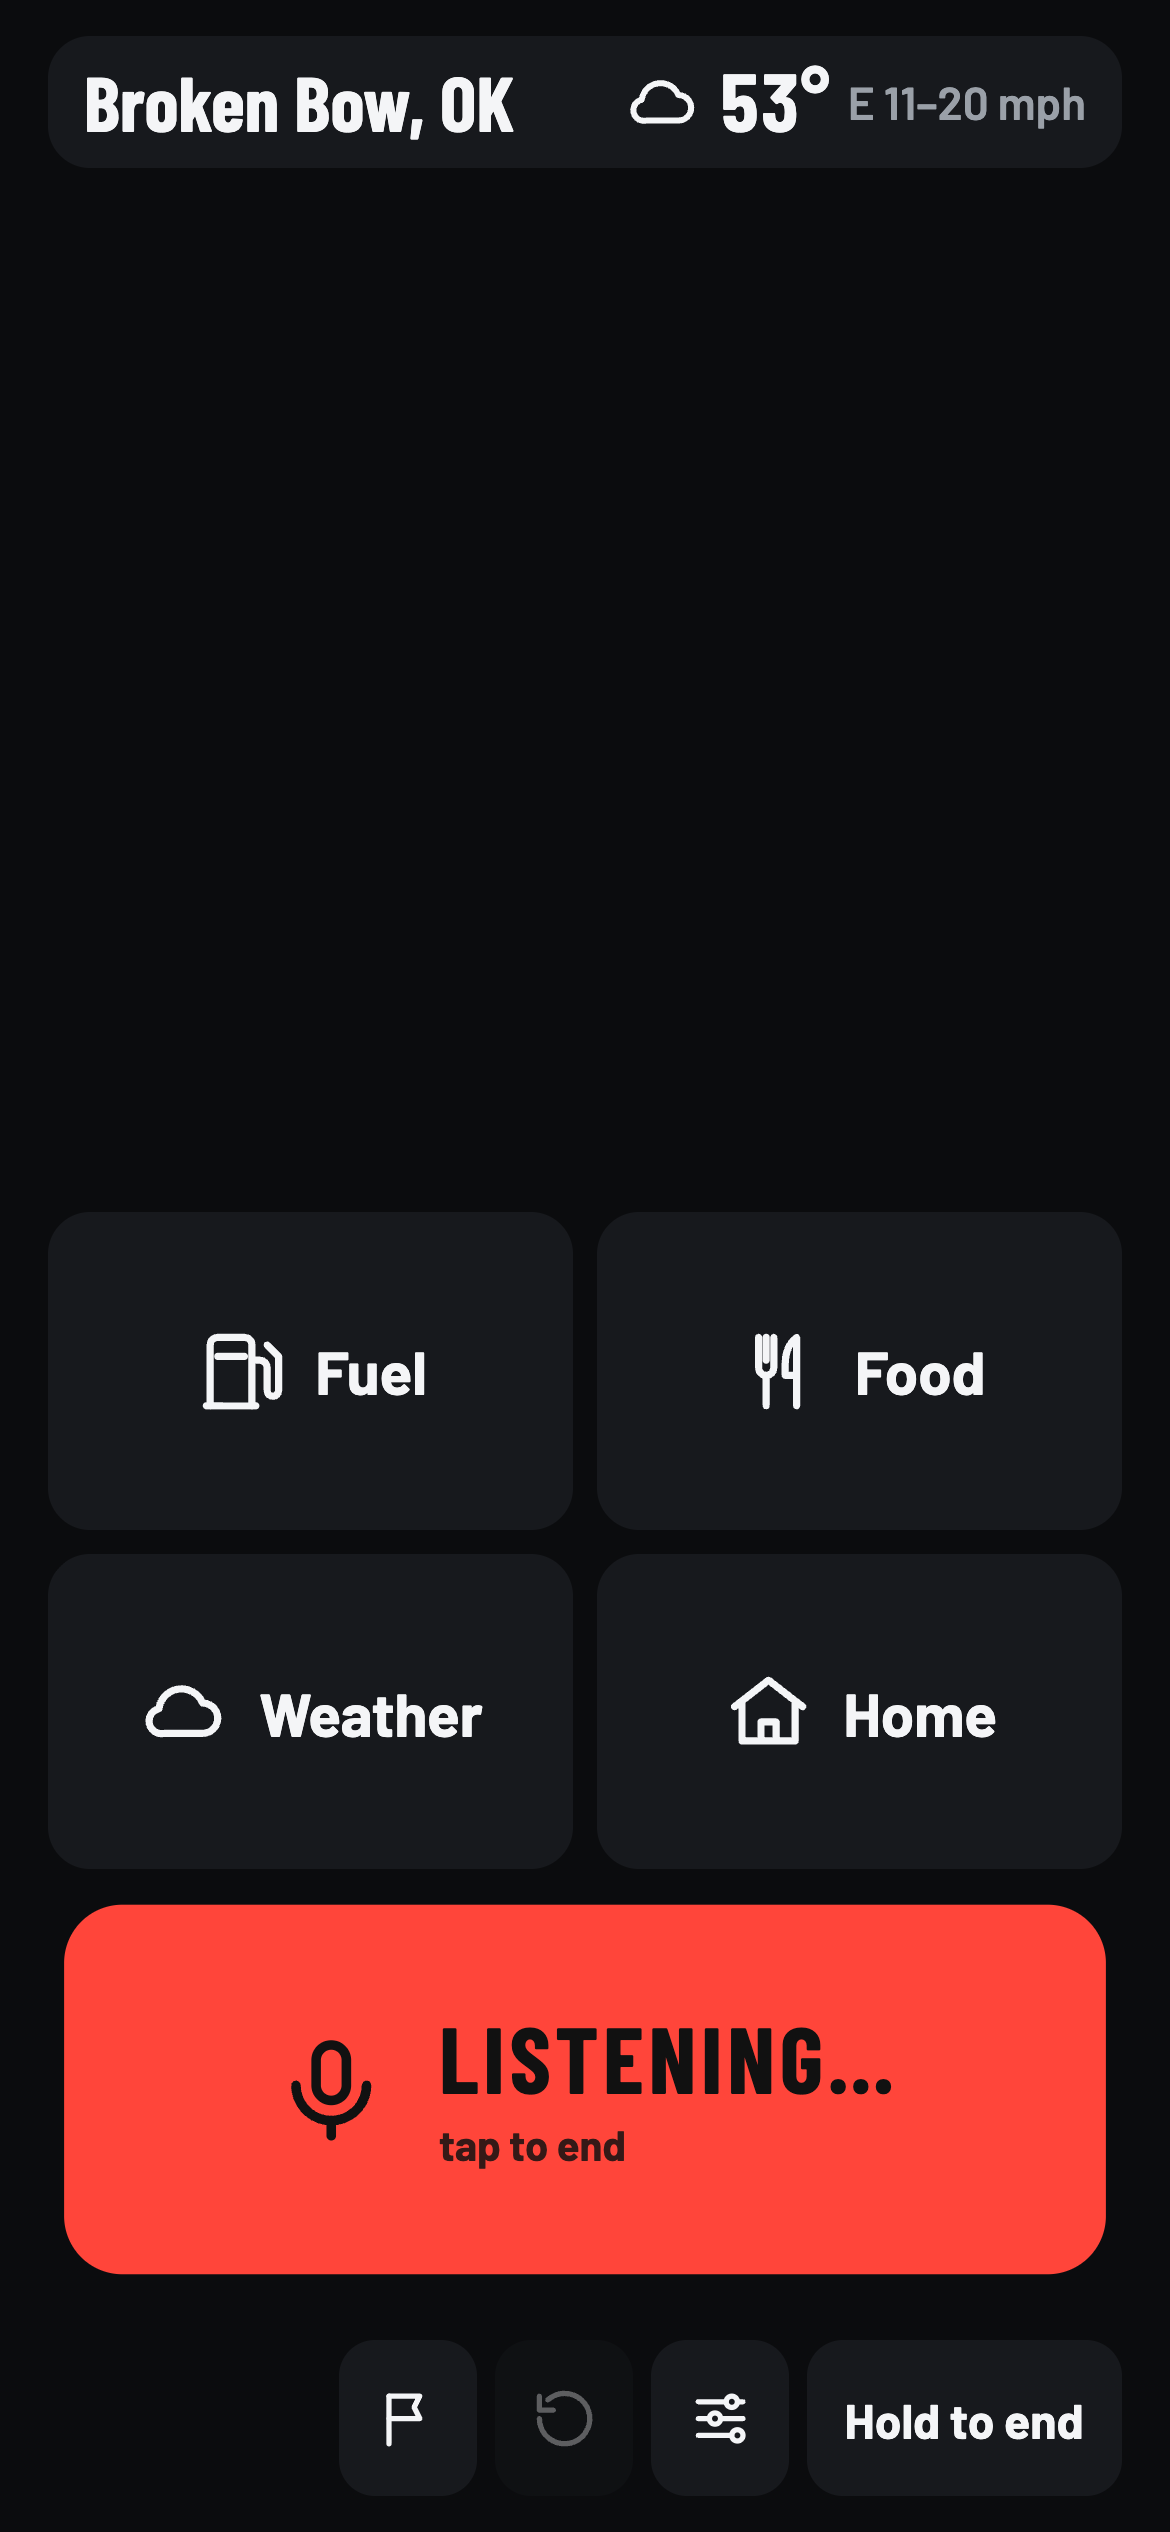 Broken Bow, OK 53° E 11–20 mph
Fuel
Food
Weather
Home
LISTENING...
tap to end
Hold to end